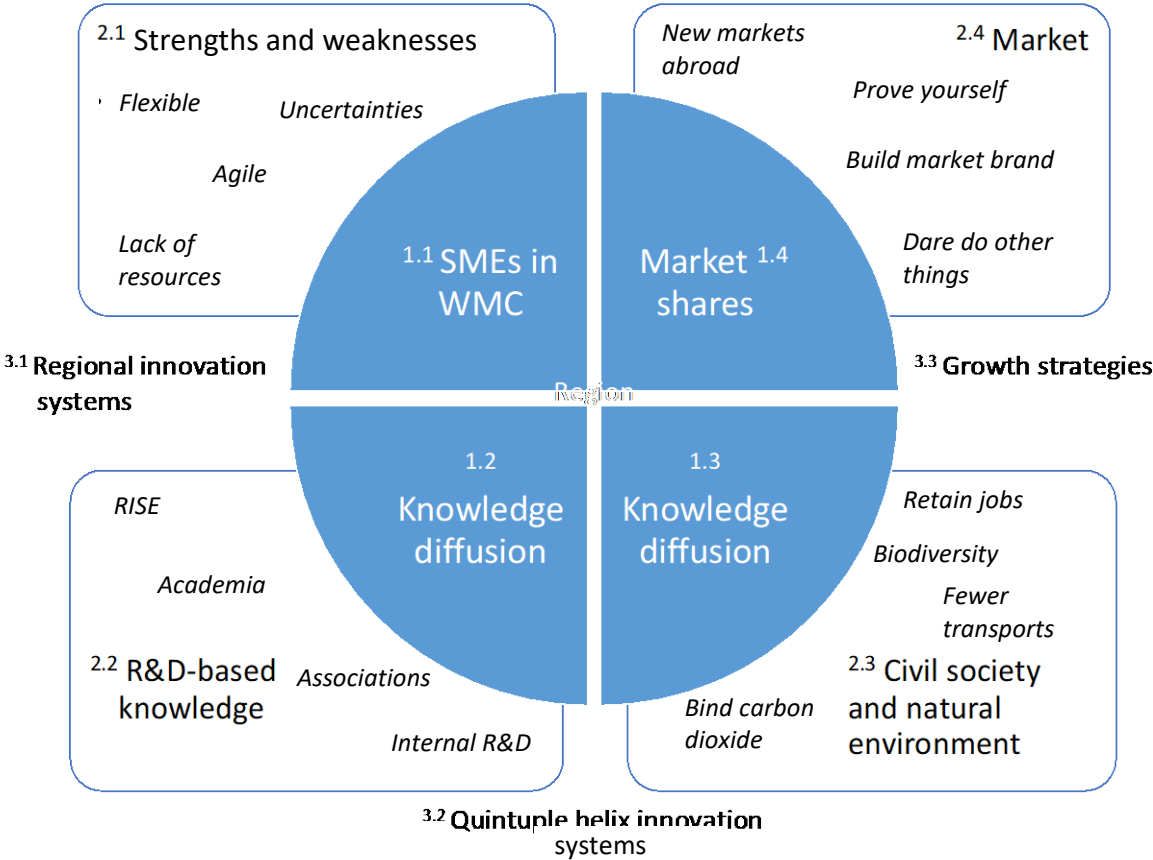 2.1 Strengths and weaknesses
Flexible
Uncertainties
Agile
Lack of
resources
New markets
abroad
2.4 Market
Prove yourself
Build market brand
Dare do other
things
1.1 SMEs in
WMC
Market 1.4
shares
3.1 Regional innovation
systems
Region
3.3 Growth strategies
1.2
Knowledge
diffusion
1.3
Knowledge
diffusion
RISE
Academia
2.2 R&D-based
knowledge
Associations
Internal R&D
Retain jobs
Biodiversity
Fewer
transports
2.3 Civil society
and natural
environment
Bind carbon
dioxide
3.2 Quintuple helix innovation
systems